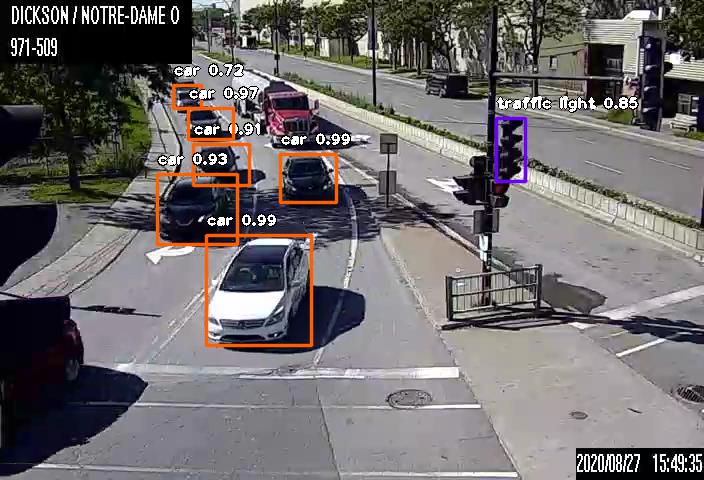 DICKSON / NOTRE-DAME O
971-509
car 0.72
car 0.97
car 0.91
car 0.99
car 0.93
car 0.99
traffic light 0.85
2020/08/27 15:49:35